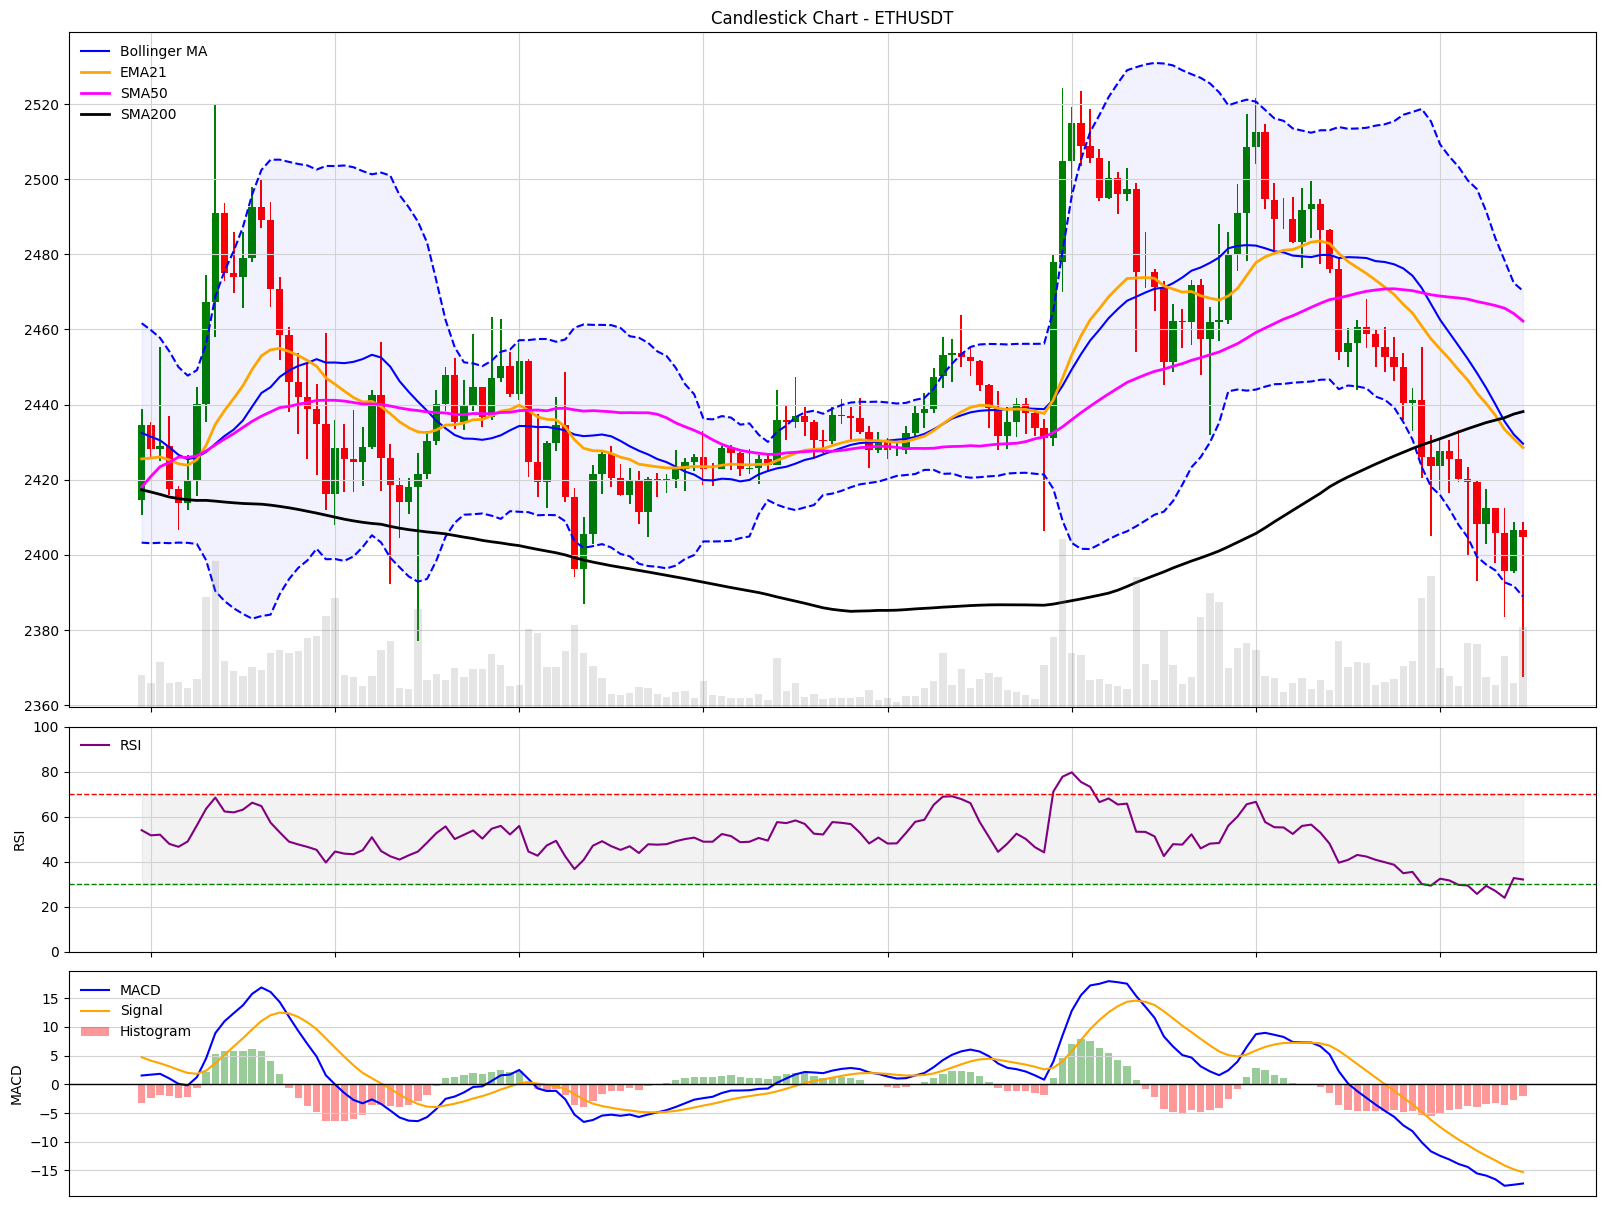 Candlestick Chart - ETHUSDT
Bollinger MA
EMA21
SMA50
SMA200
2520
2500
2480
2460
2440
2420
2400
2380
2360
RSI
100
80
60
40
20
0
RSI
MACD
Signal
Histogram
15
10
5
0
−5
−10
−15
MACD